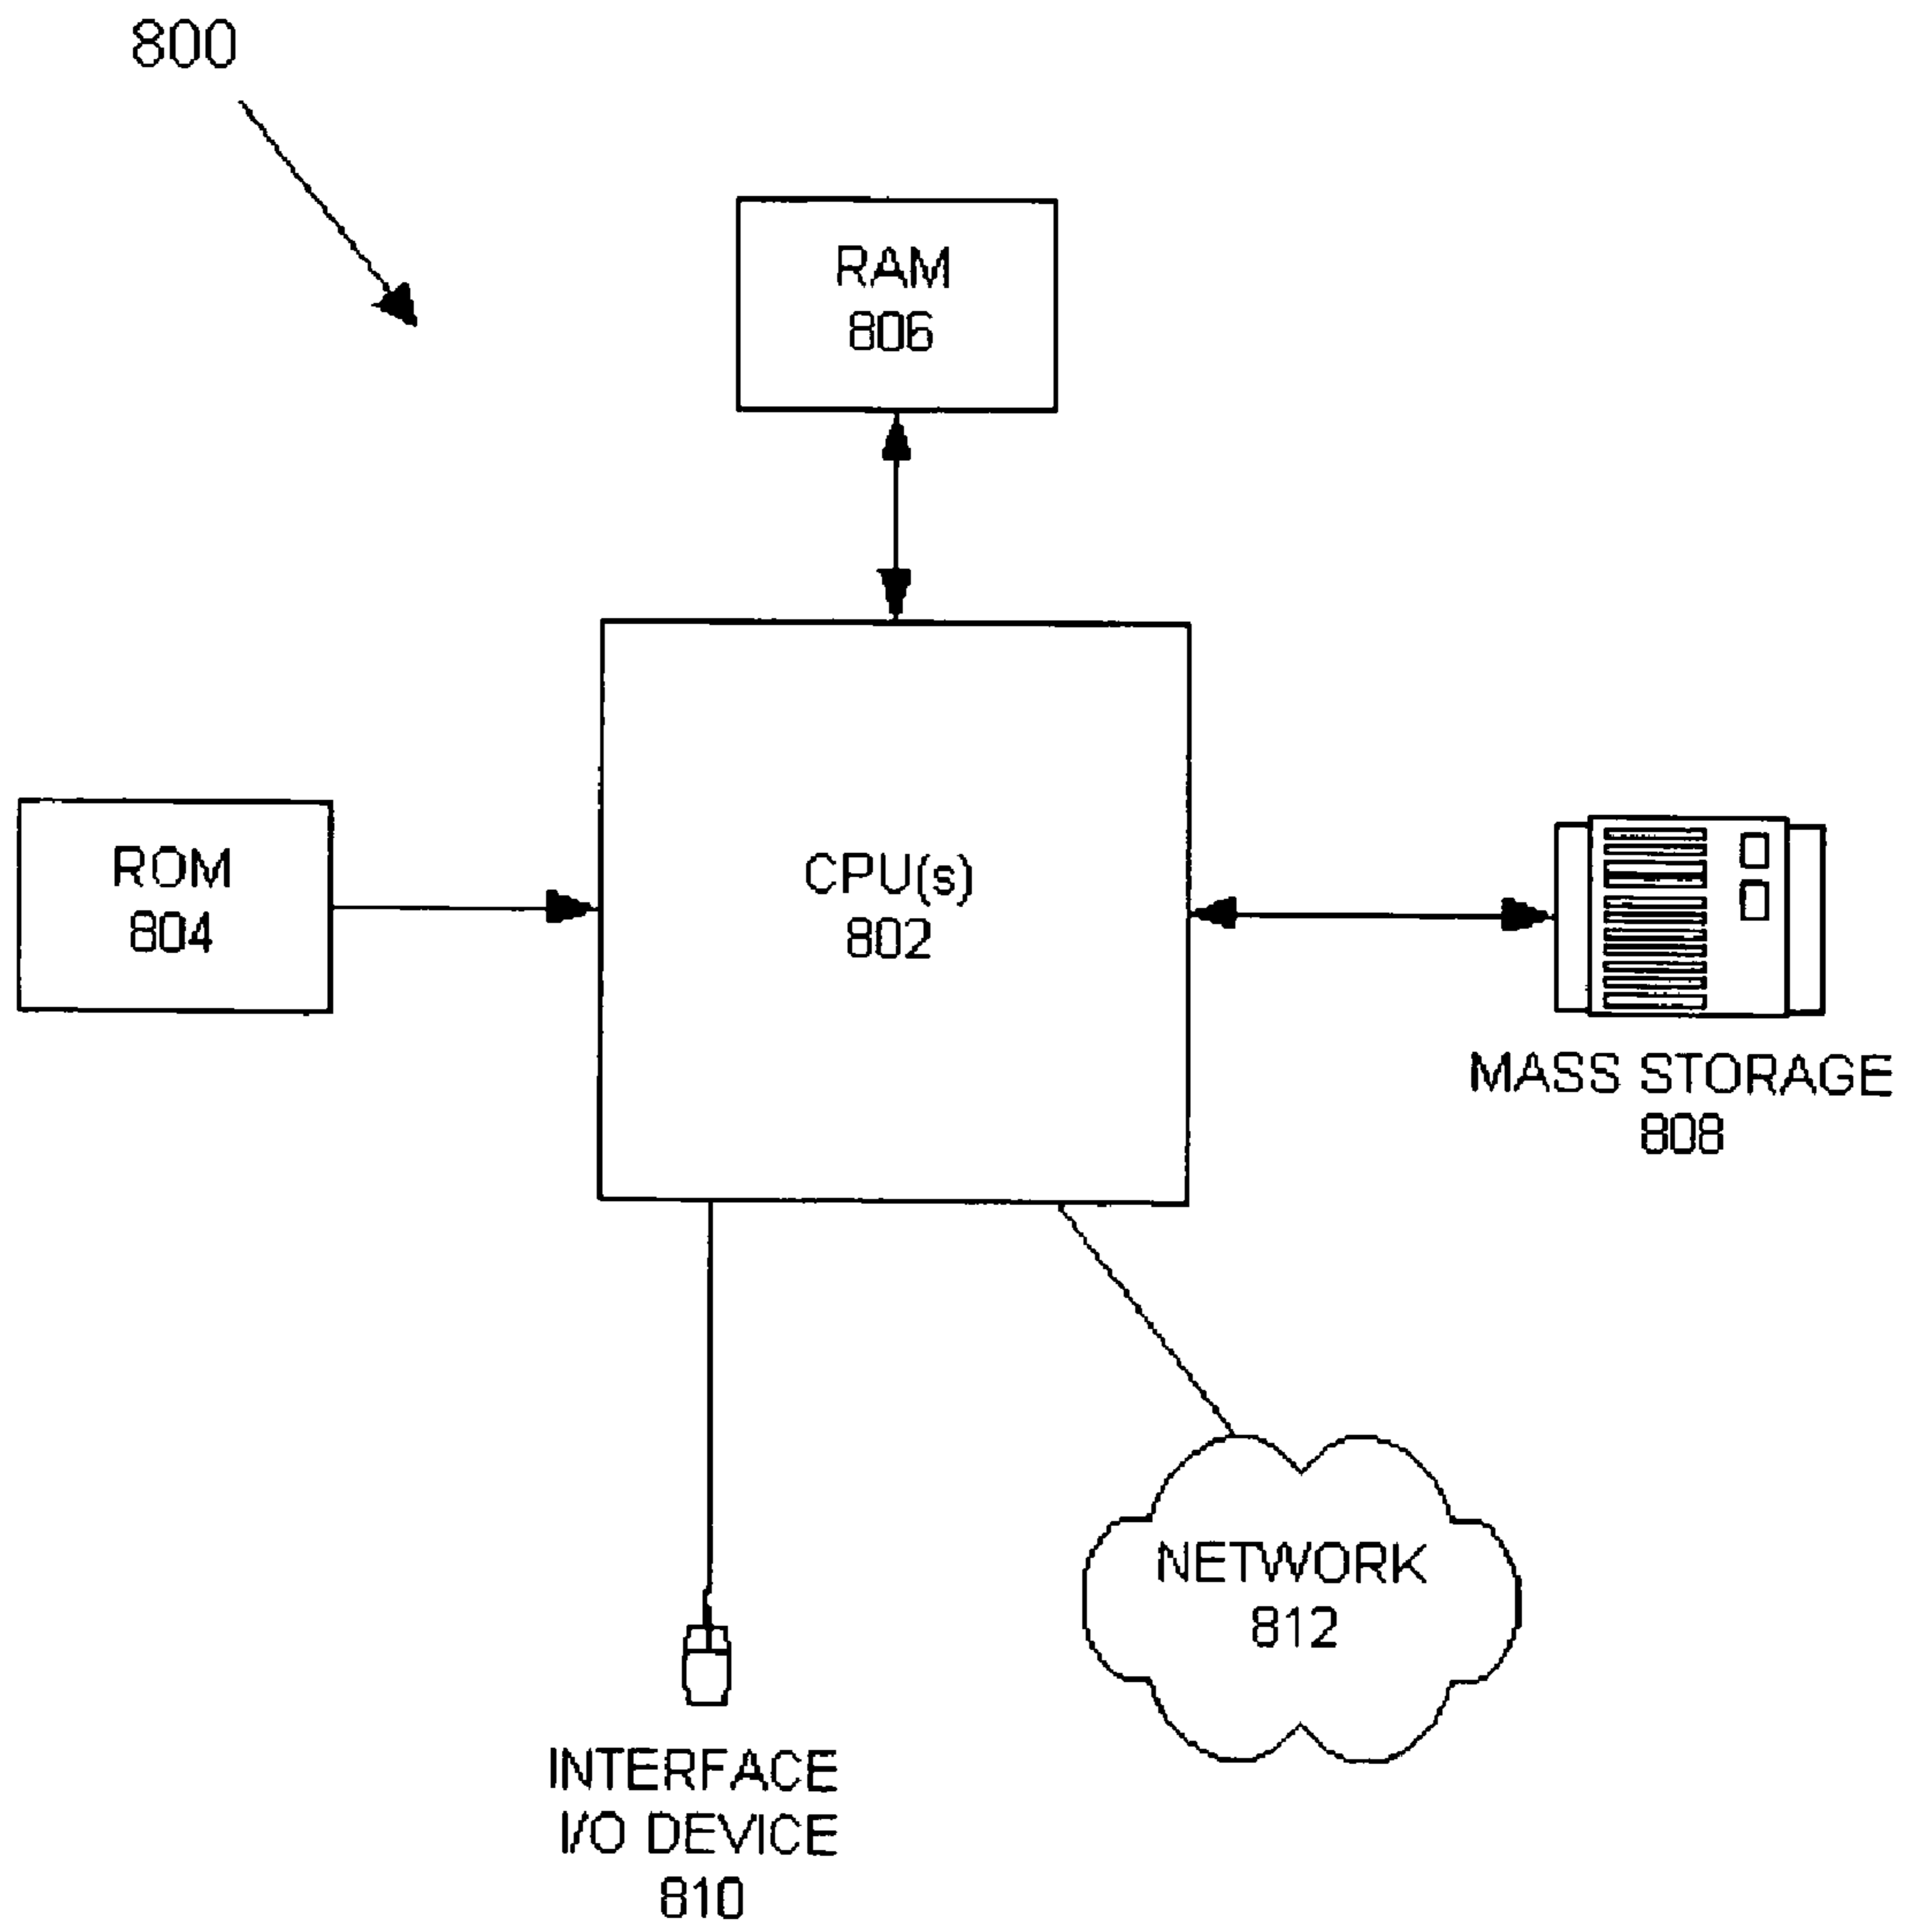 800
RAM
806
ROM
804
CPU(s)
802
MASS STORAGE
808
NETWORK
812
INTERFACE
I/O DEVICE
810